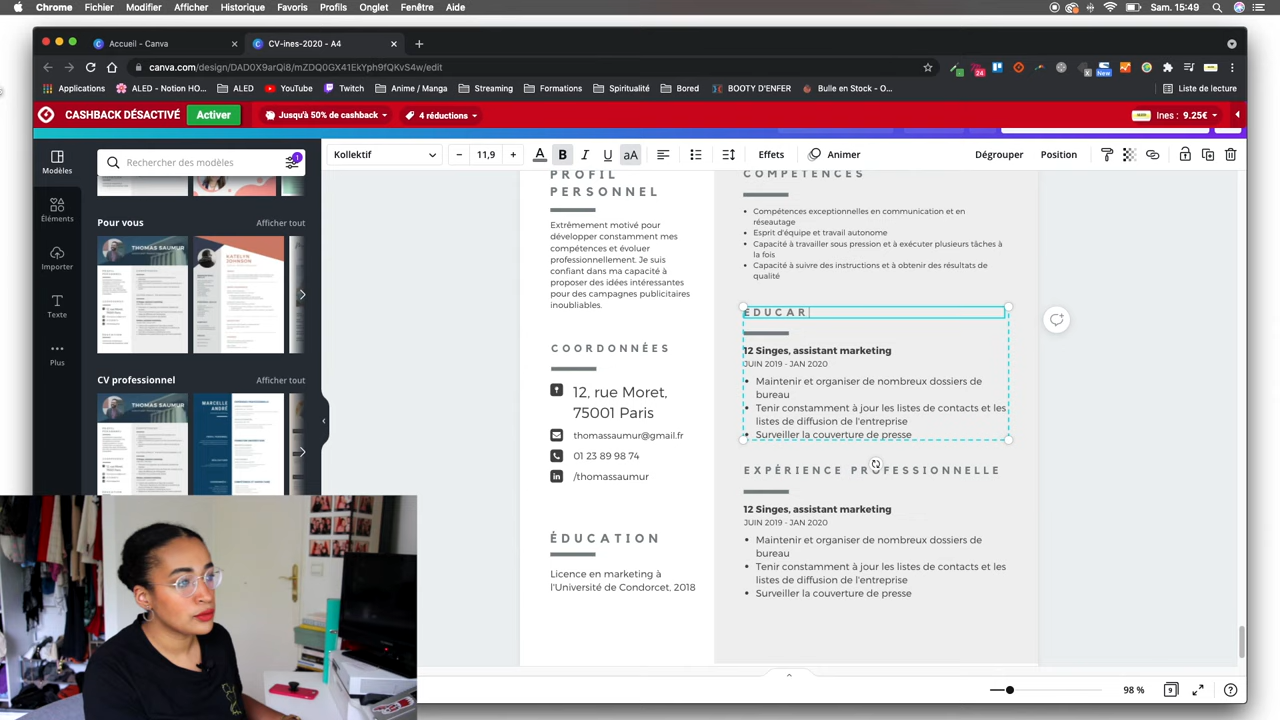 Chrome Fichier Modifier Afficher Historique Favoris Profils Onglet Fenêtre Aide
Sam. 15:49
Accueil – Canva
CV-ines-2020 - A4
canva.com/design/DAD0X9arQi8/mZDQ0GX41EkYph9fQKvS4w/edit
24
New
Applications
ALED - Notion HO...
ALED
YouTube
Twitch
Anime / Manga
Streaming
Formations
Spiritualité
Bored
BOOTY D'ENFER
Bulle en Stock - O...
Liste de lecture
CASHBACK DÉSACTIVÉ
Activer
Jusqu'à 50% de cashback
4 réductions
Ines : 9.25€
Modèles
Éléments
Importer
Texte
Plus
Rechercher des modèles
1
Pour vous
Afficher tout
THOMAS SAUMUR
KATELYN
JOHNSON
CV professionnel
Afficher tout
THOMAS SAUMUR
MARCELLE
ANDRÉ
Kollektif
11,9
A
B
I
U
aA
Effets
Animer
Dégrouper
Position
PROFIL
PERSONNEL
Extrêmement motivé pour
développer constamment mes
compétences et évoluer
professionnellement. Je suis
confiant dans ma capacité à
proposer des idées intéressantes
pour des campagnes publicitaires
inoubliables.
COORDONNÉES
12, rue Moret,
75001 Paris
thomassaumur@gmail.fr
01 23 89 98 74
/thomassaumur
ÉDUCATION
Licence en marketing à
l'Université de Condorcet, 2018
COMPÉTENCES
Compétences exceptionnelles en communication et en
réseautage
Esprit d'équipe et travail autonome
Capacité à travailler sous pression et à exécuter plusieurs tâches à
la fois
Capacité à suivre des instructions et à obtenir des résultats de
qualité
EDUCAR
12 Singes, assistant marketing
JUIN 2019 - JAN 2020
Maintenir et organiser de nombreux dossiers de
bureau
Tenir constamment à jour les listes de contacts et les
listes de diffusion de l'entreprise
Surveiller la couverture de presse
EXPÉRIENCE PROFESSIONNELLE
12 Singes, assistant marketing
JUIN 2019 - JAN 2020
Maintenir et organiser de nombreux dossiers de
bureau
Tenir constamment à jour les listes de contacts et les
listes de diffusion de l'entreprise
Surveiller la couverture de presse
98 %
9